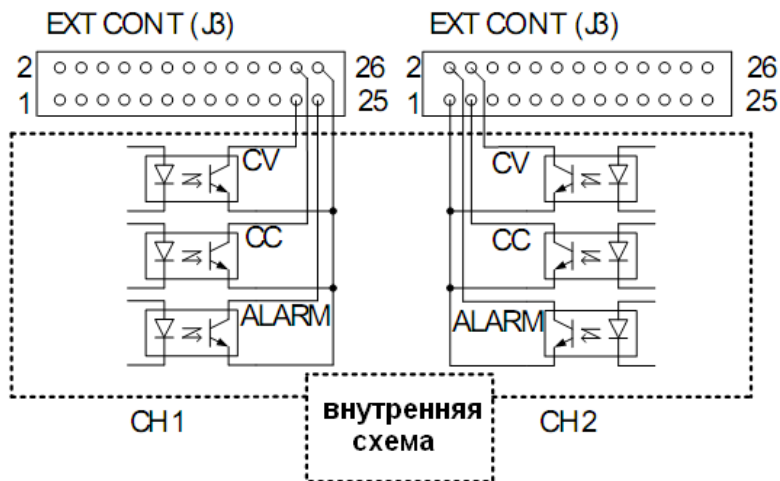 EXT CONT (J3) EXT CONT (J3)
2 26 2 26
1 25 1 25
CV CV
CC CC
ALARM ALARM
CH1 внутренняя схема CH2